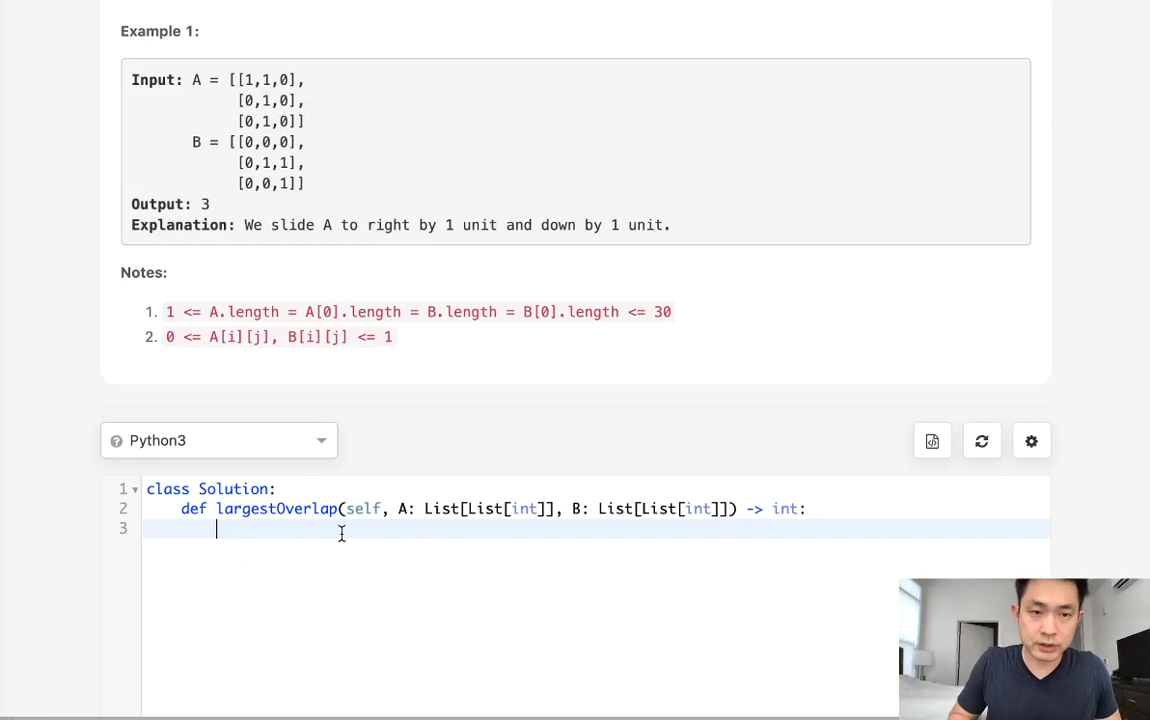 Example 1:
Input: A = [[1,1,0],
[0,1,0],
[0,1,0]]
B = [[0,0,0],
[0,1,1],
[0,0,1]]
Output: 3
Explanation: We slide A to right by 1 unit and down by 1 unit.
Notes:
1. 1 <= A.length = A[0].length = B.length = B[0].length <= 30
2. 0 <= A[i][j], B[i][j] <= 1
Python3
1 class Solution:
2 def largestOverlap(self, A: List[List[int]], B: List[List[int]]) -> int:
3